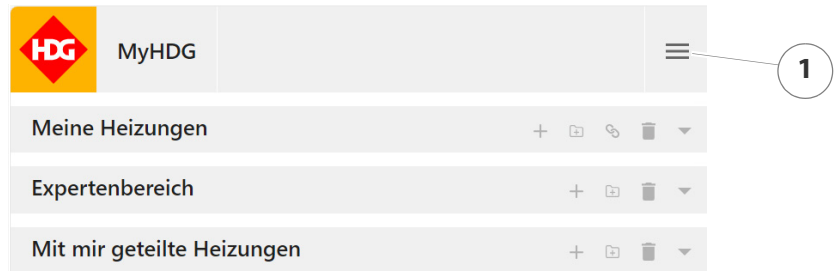 HDG MyHDG
1
Meine Heizungen
Expertenbereich
Mit mir geteilte Heizungen